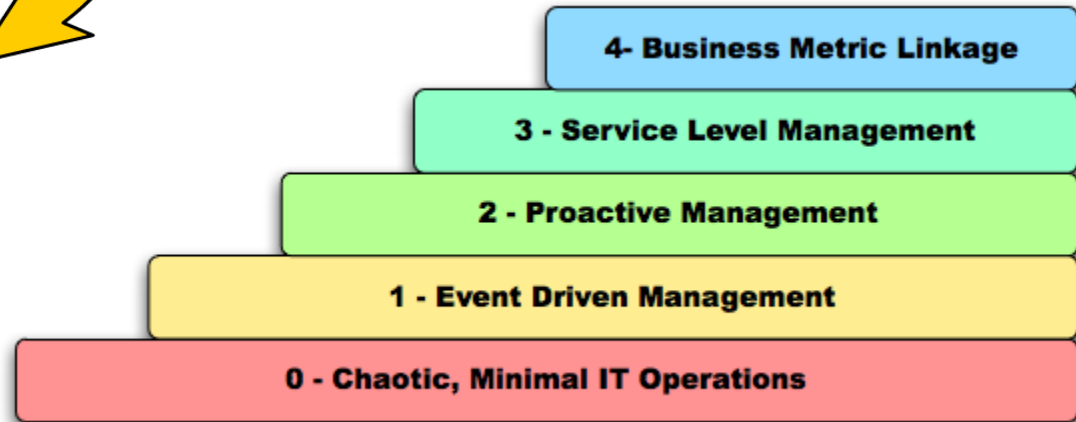 4- Business Metric Linkage
3 - Service Level Management
2 - Proactive Management
1 - Event Driven Management
0 - Chaotic, Minimal IT Operations